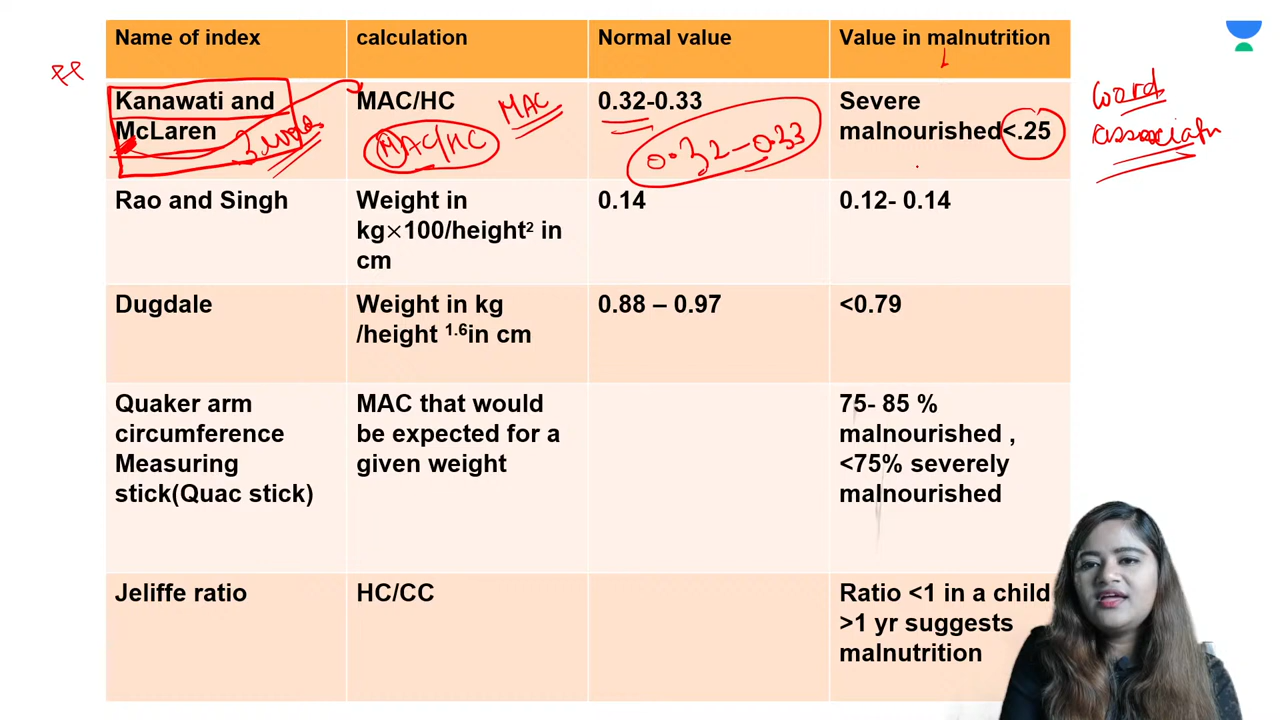 Name of index
calculation
Normal value
Value in malnutrition
Kanawati and
McLaren
3 words
MAC/HC
MAC
MAC/HC
0.32-0.33
0.32-0.33
Severe
malnourished<.25
Word
Rao and Singh
Weight in
kg×100/height² in
cm
0.14
0.12- 0.14
Dugdale
Weight in kg
/height 1.6in cm
0.88 – 0.97
<0.79
Quaker arm
circumference
Measuring
stick(Quac stick)
MAC that would
be expected for a
given weight
75- 85 %
malnourished ,
<75% severely
malnourished
Jeliffe ratio
HC/CC
Ratio <1 in a child
>1 yr suggests
malnutrition